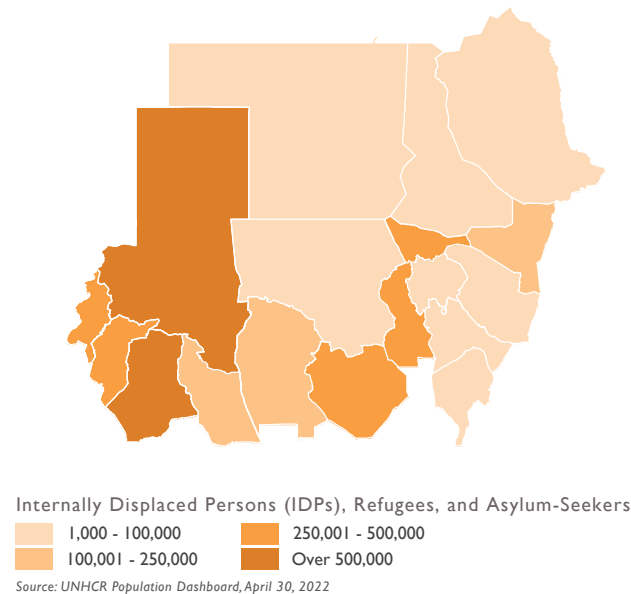 Internally Displaced Persons (IDPs), Refugees, and Asylum-Seekers
1,000 - 100,000
250,001 - 500,000
100,001 - 250,000
Over 500,000
Source: UNHCR Population Dashboard, April 30, 2022